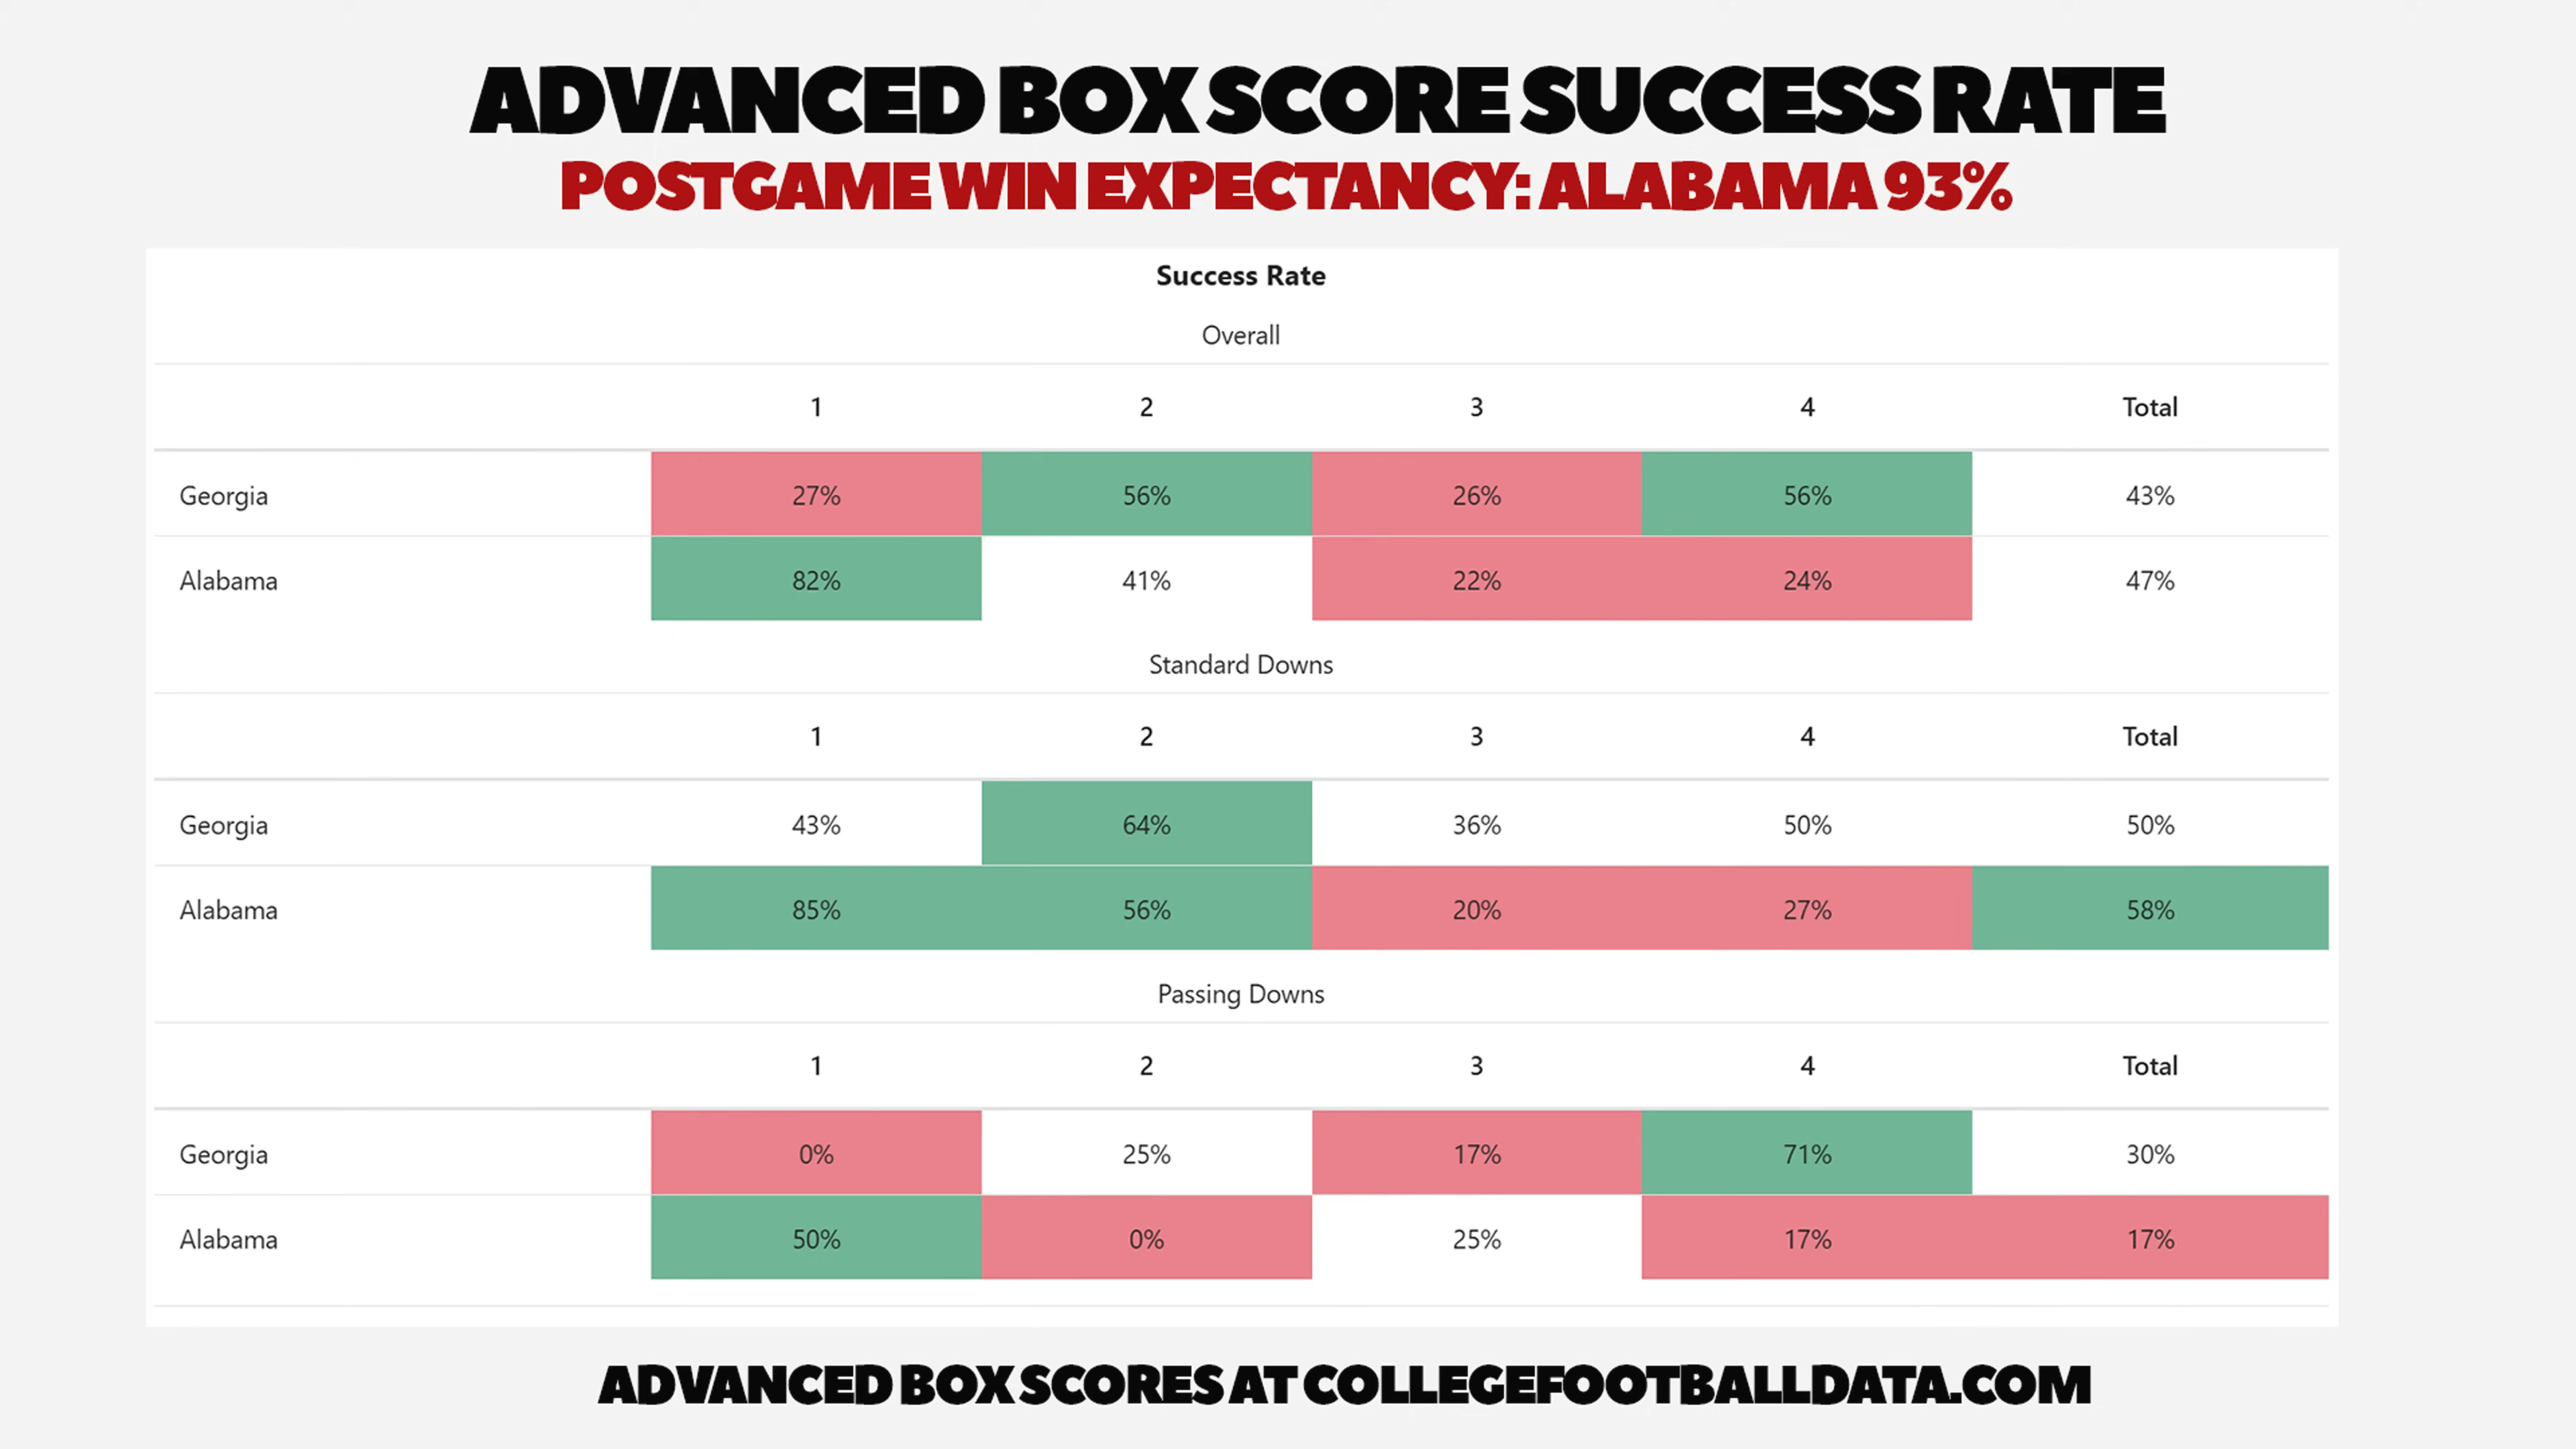 ADVANCED BOX SCORE SUCCESS RATE
POSTGAME WIN EXPECTANCY: ALABAMA 93%
Success Rate
Overall
1 2 3 4 Total
Georgia 27% 56% 26% 56% 43%
Alabama 82% 41% 22% 24% 47%
Standard Downs
1 2 3 4 Total
Georgia 43% 64% 36% 50% 50%
Alabama 85% 56% 20% 27% 58%
Passing Downs
1 2 3 4 Total
Georgia 0% 25% 17% 71% 30%
Alabama 50% 0% 25% 17% 17%
ADVANCED BOX SCORES AT COLLEGEFOOTBALLDATA.COM